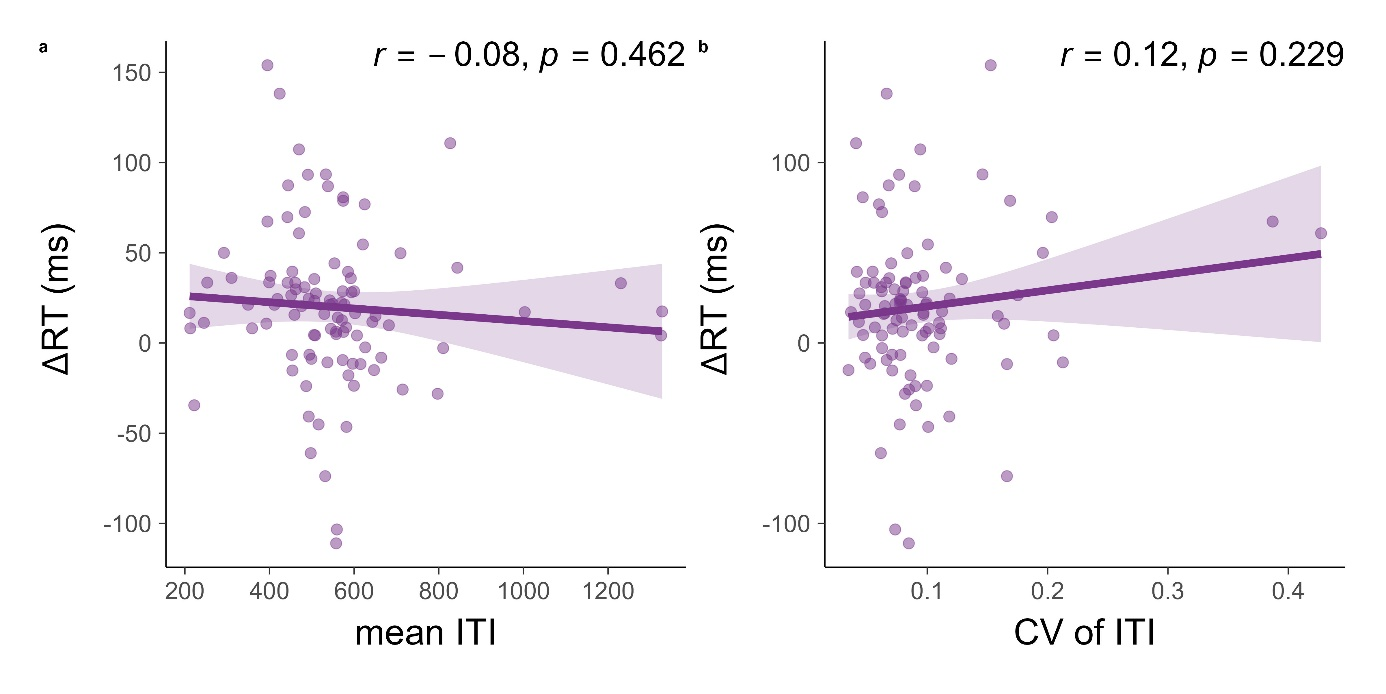 a
r = − 0.08, p = 0.462
150
100
50
0
-50
-100
ΔRT (ms)
200 400 600 800 1000 1200
mean ITI
b
r = 0.12, p = 0.229
100
0
-100
ΔRT (ms)
0.1 0.2 0.3 0.4
CV of ITI